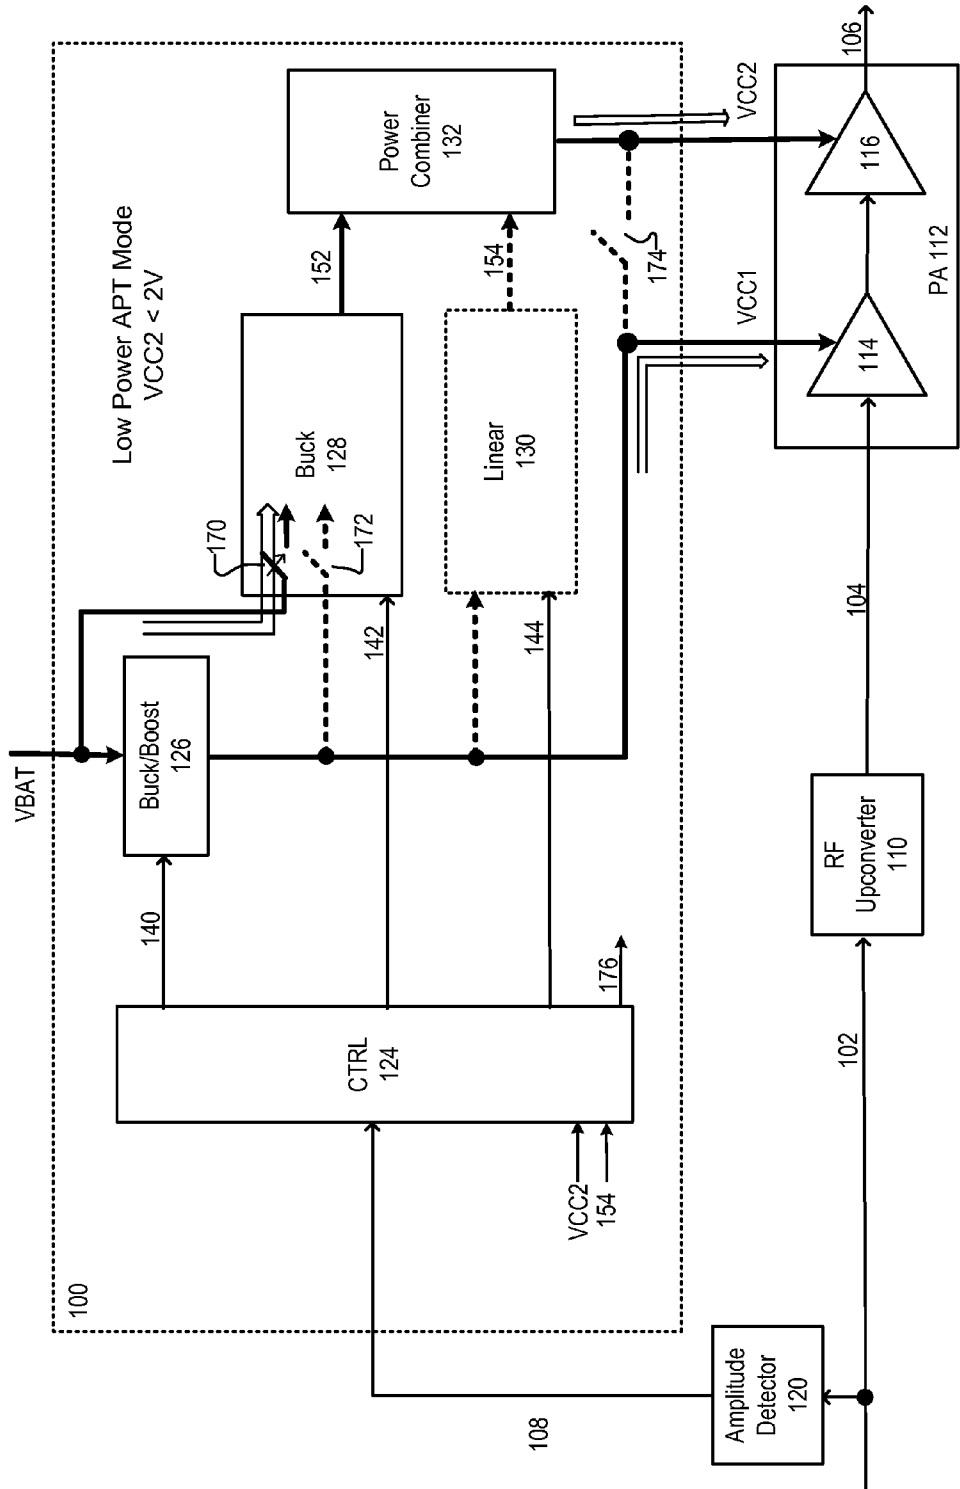 100
Low Power APT Mode
VCC2 < 2V
VBAT
Buck/Boost
126
170
172
Buck
128
152
Power
Combiner
132
140
142
144
Linear
130
154
174
CTRL
124
176
VCC2
154
VCC1
VCC2
108
Amplitude
Detector
120
102
RF
Upconverter
110
104
114
116
PA 112
106